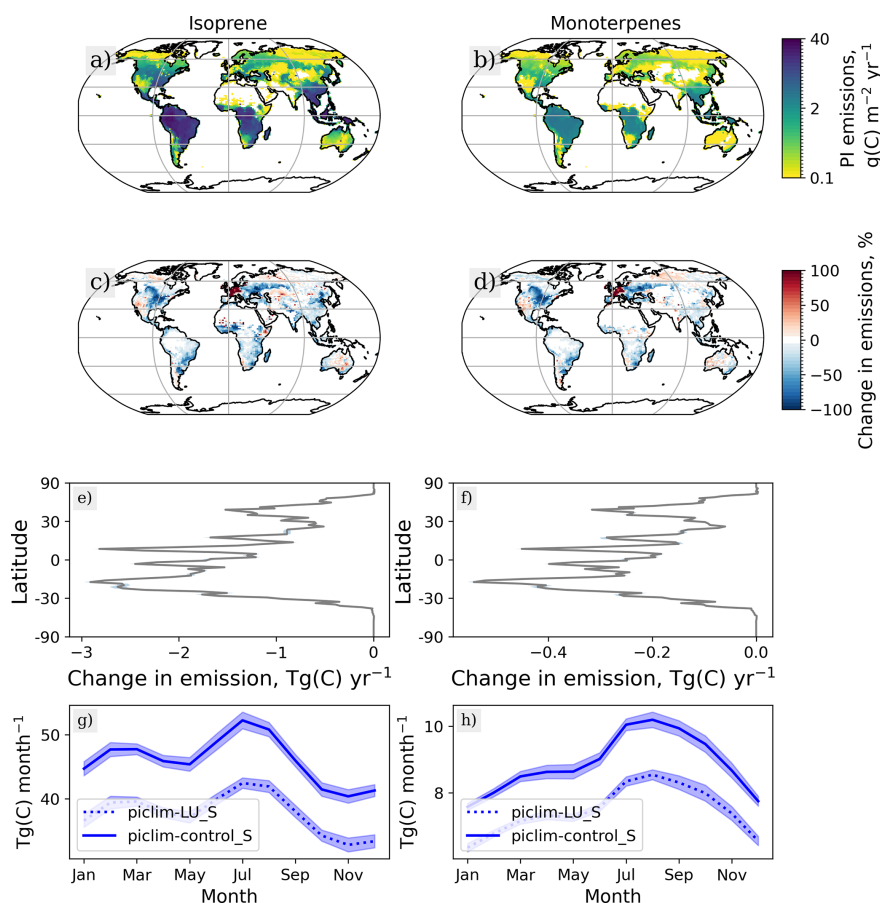 Isoprene
Monoterpenes
a)
b)
40
2
0.1
PI emissions,
g(C) m⁻² yr⁻¹
c)
d)
100
50
0
−50
−100
Change in emissions, %
e)
90
30
0
-30
-90
Latitude
−3
−2
−1
0
Change in emission, Tg(C) yr⁻¹
f)
90
30
0
-30
-90
Latitude
−0.4
−0.2
0.0
Change in emission, Tg(C) yr⁻¹
g)
50
40
Tg(C) month⁻¹
piclim-LU_S
piclim-control_S
Jan
Mar
May
Jul
Sep
Nov
Month
h)
10
8
Tg(C) month⁻¹
piclim-LU_S
piclim-control_S
Jan
Mar
May
Jul
Sep
Nov
Month